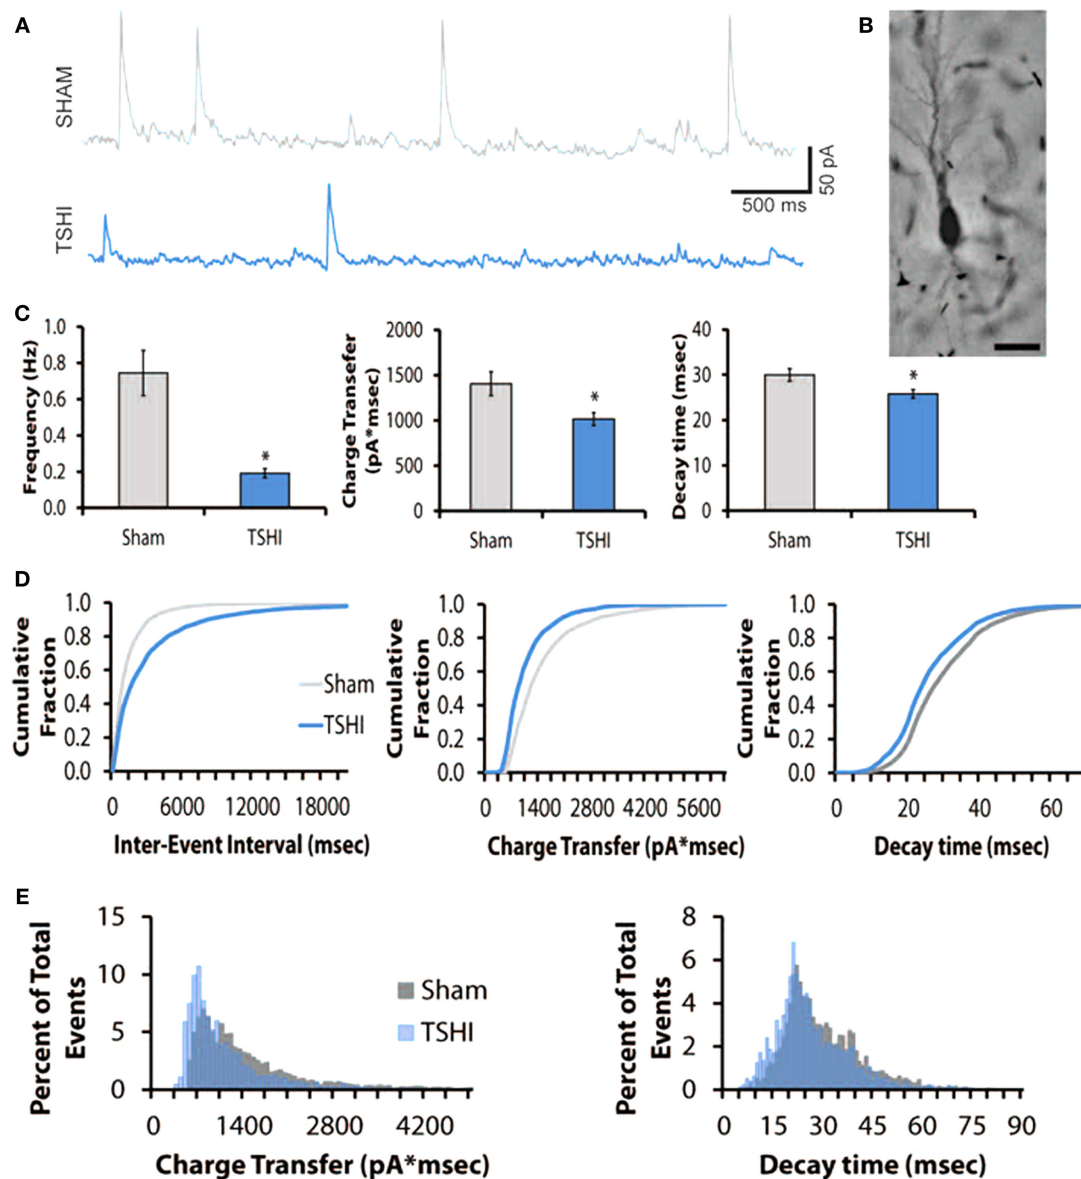 A
B
SHAM
TSHI
50 pA
500 ms
C
Frequency (Hz)
1.0
0.8
0.6
0.4
0.2
0.0
Sham
TSHI
*
Charge Transefer
(pA*msec)
2000
1500
1000
500
0
Sham
TSHI
*
Decay time (msec)
40
30
20
10
0
Sham
TSHI
*
D
Cumulative
Fraction
1.0
0.8
0.6
0.4
0.2
0.0
Sham
TSHI
0 6000 12000 18000
Inter-Event Interval (msec)
Cumulative
Fraction
1.0
0.8
0.6
0.4
0.2
0.0
0 1400 2800 4200 5600
Charge Transfer (pA*msec)
Cumulative
Fraction
1.0
0.8
0.6
0.4
0.2
0.0
0 20 40 60
Decay time (msec)
E
Percent of Total
Events
15
10
5
0
Sham
TSHI
0 1400 2800 4200
Charge Transfer (pA*msec)
Percent of Total
Events
8
6
4
2
0
0 15 30 45 60 75 90
Decay time (msec)